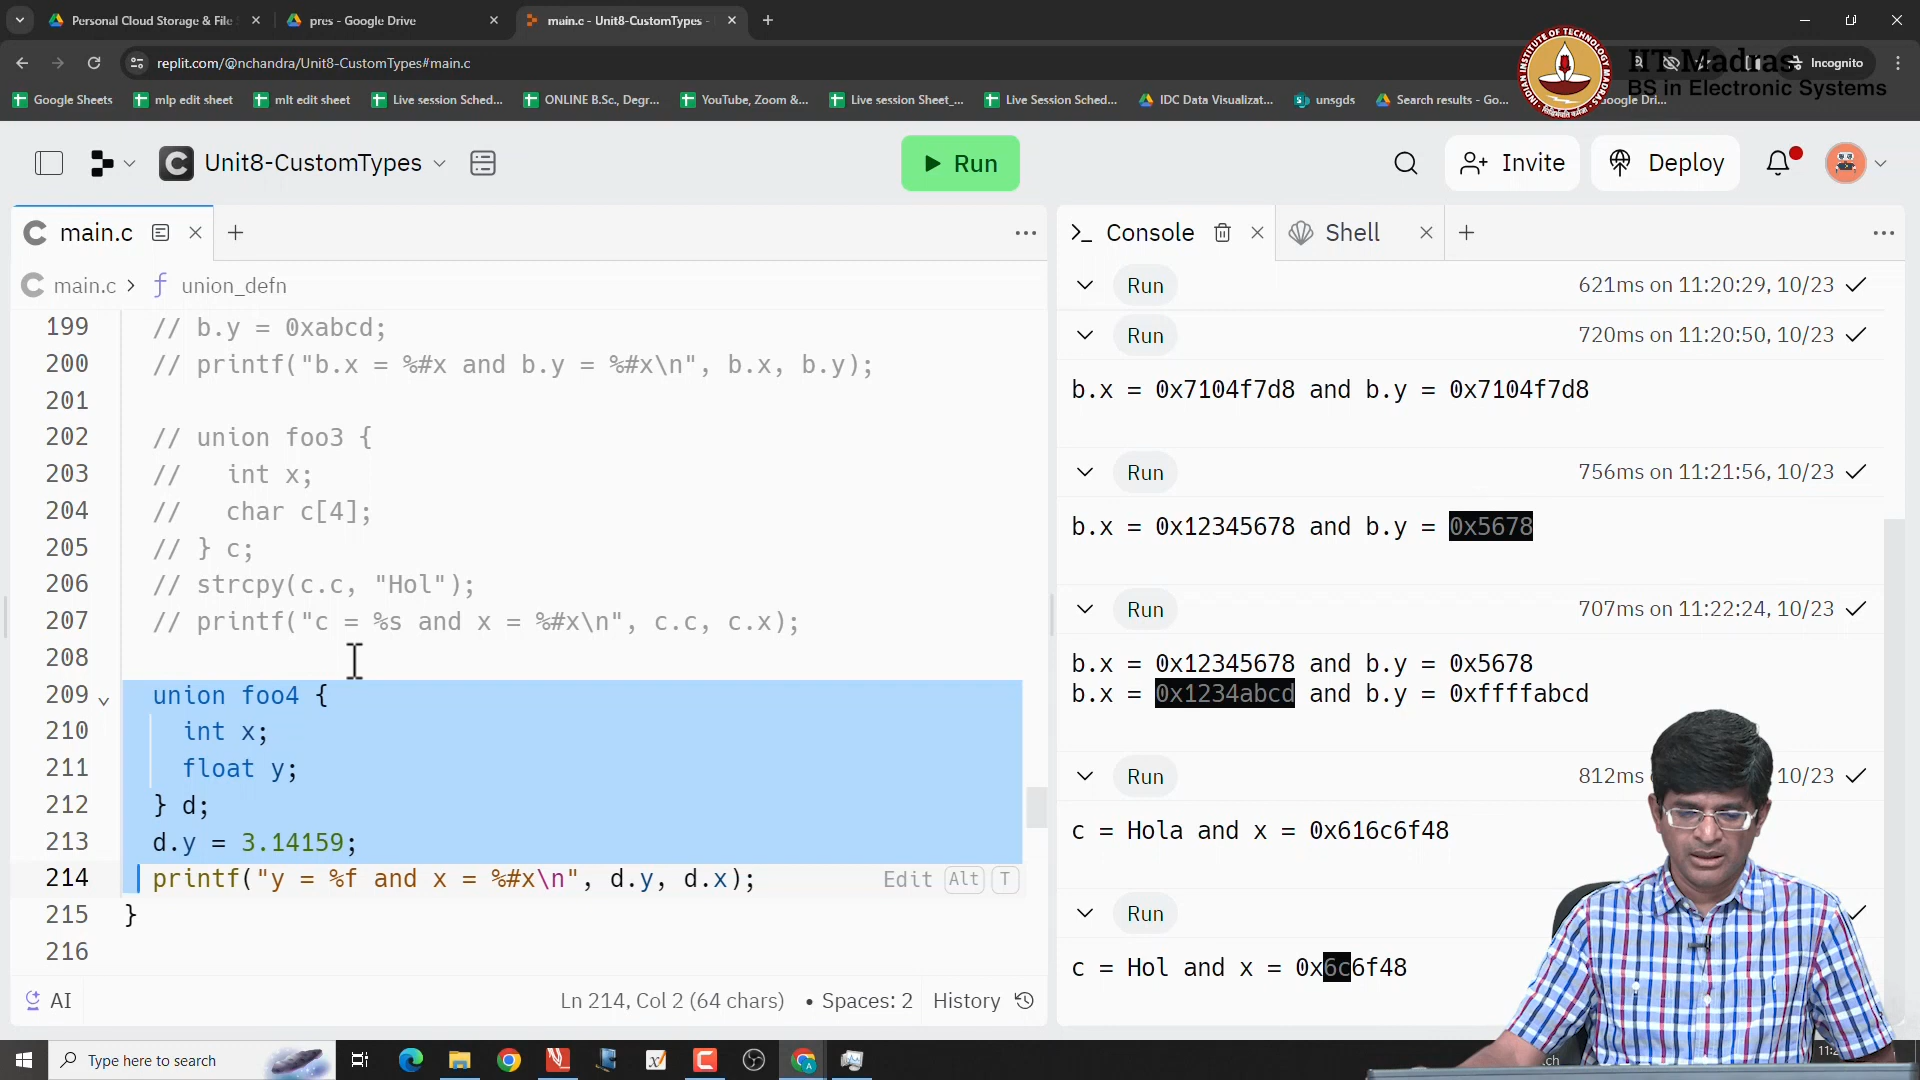 Personal Cloud Storage & File
pres - Google Drive
main.c - Unit8-CustomTypes -
replit.com/@nchandra/Unit8-CustomTypes#main.c
Incognito
IIT Madras
BS in Electronic Systems
Google Sheets
mlp edit sheet
mlt edit sheet
Live session Sched...
ONLINE B.Sc., Degr...
YouTube, Zoom &...
Live session Sheet_...
Live Session Sched...
IDC Data Visualizat...
unsgds
Search results - Go...
Google Dri...
Unit8-CustomTypes
Run
Invite
Deploy
main.c
main.c > union_defn
199 // b.y = 0xabcd;
200 // printf("b.x = %#x and b.y = %#x\n", b.x, b.y);
201
202 // union foo3 {
203 //   int x;
204 //   char c[4];
205 // } c;
206 // strcpy(c.c, "Hol");
207 // printf("c = %s and x = %#x\n", c.c, c.x);
208
209 union foo4 {
210   int x;
211   float y;
212 } d;
213 d.y = 3.14159;
214 printf("y = %f and x = %#x\n", d.y, d.x); Edit Alt T
215 }
216
AI
Ln 214, Col 2 (64 chars) • Spaces: 2 History
Console
Shell
Run 621ms on 11:20:29, 10/23
Run 720ms on 11:20:50, 10/23
b.x = 0x7104f7d8 and b.y = 0x7104f7d8
Run 756ms on 11:21:56, 10/23
b.x = 0x12345678 and b.y = 0x5678
Run 707ms on 11:22:24, 10/23
b.x = 0x12345678 and b.y = 0x5678
b.x = 0x1234abcd and b.y = 0xffffabcd
Run 812ms 10/23
c = Hola and x = 0x616c6f48
Run
c = Hol and x = 0x6c6f48
Type here to search